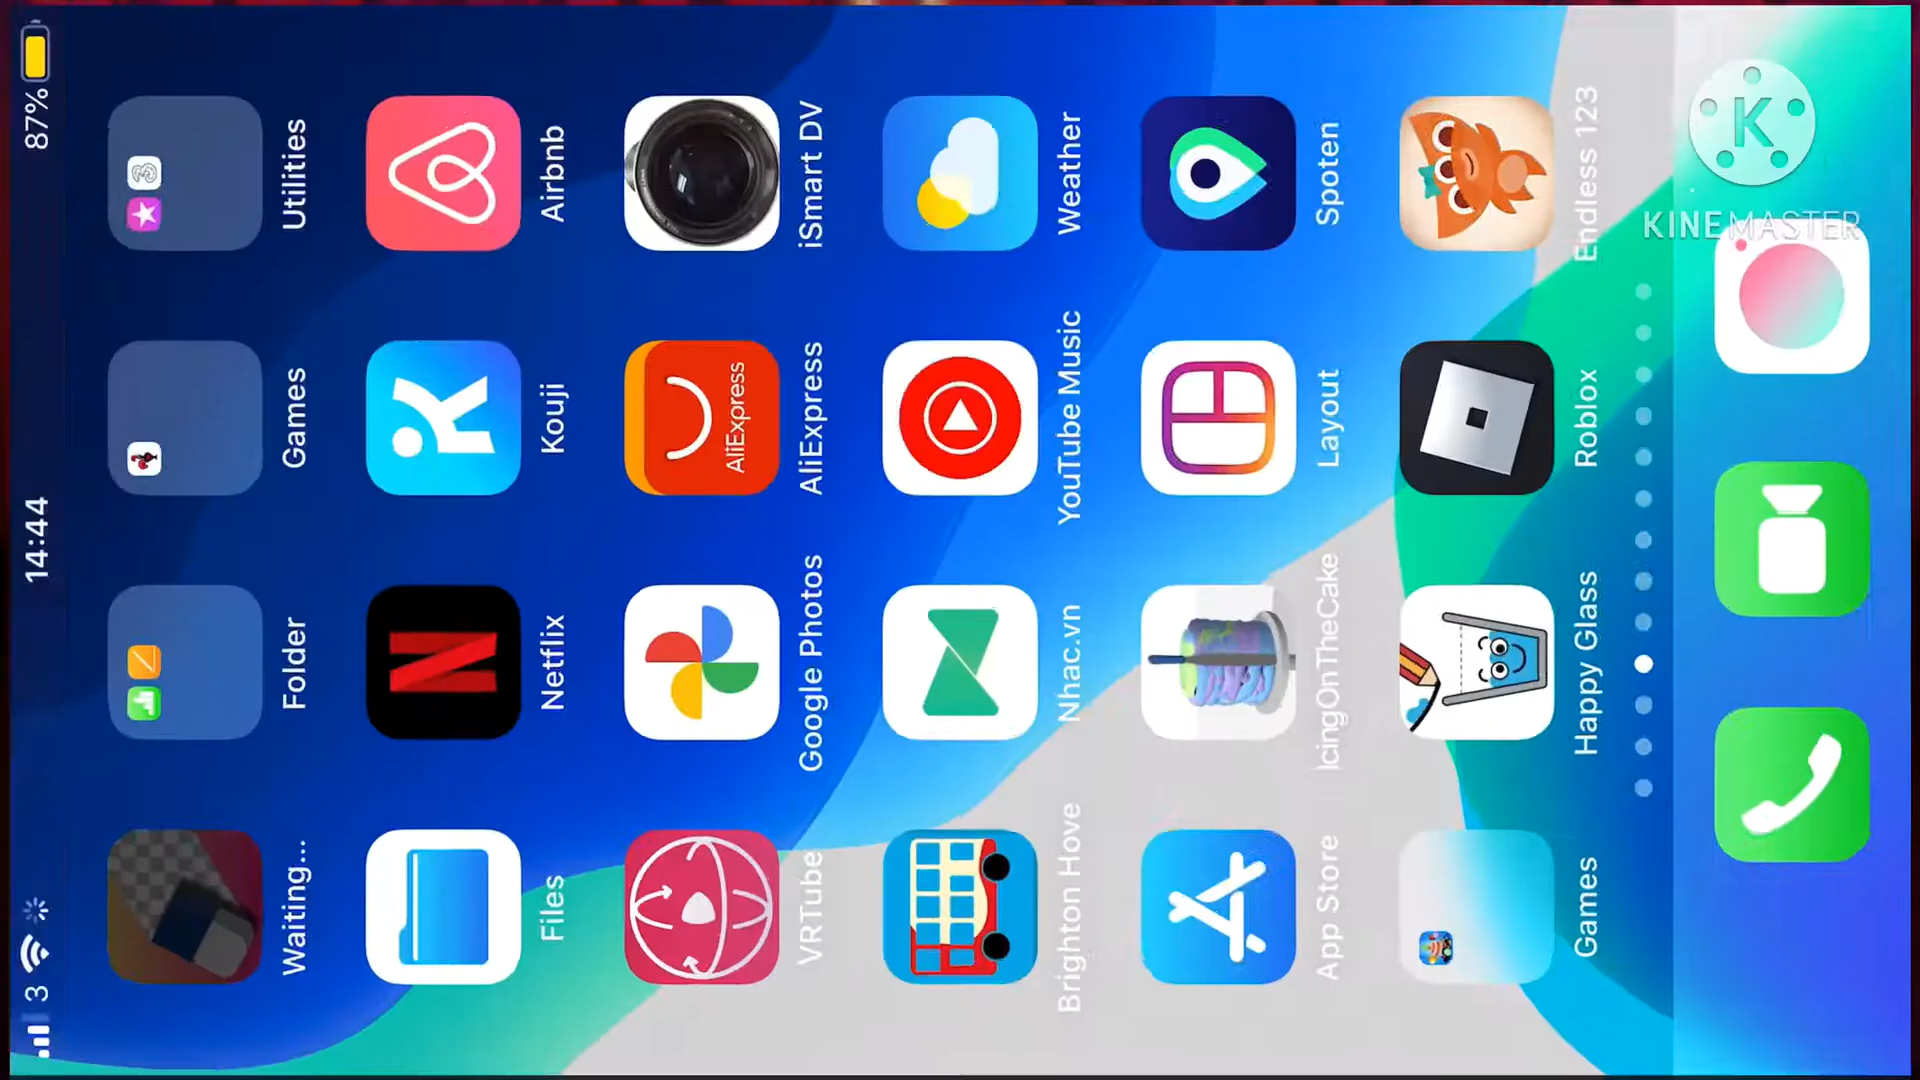 3
14:44
87%
Waiting...
Folder
Games
3
Utilities
Files
N
Netflix
Kouji
Airbnb
VRTube
Google Photos
AliExpress
AliExpress
iSmart DV
Brighton Hove
Nhac.vn
YouTube Music
Weather
App Store
IcingOnTheCake
Layout
Spoten
Games
Happy Glass
Roblox
Endless 123
K
KINEMASTER